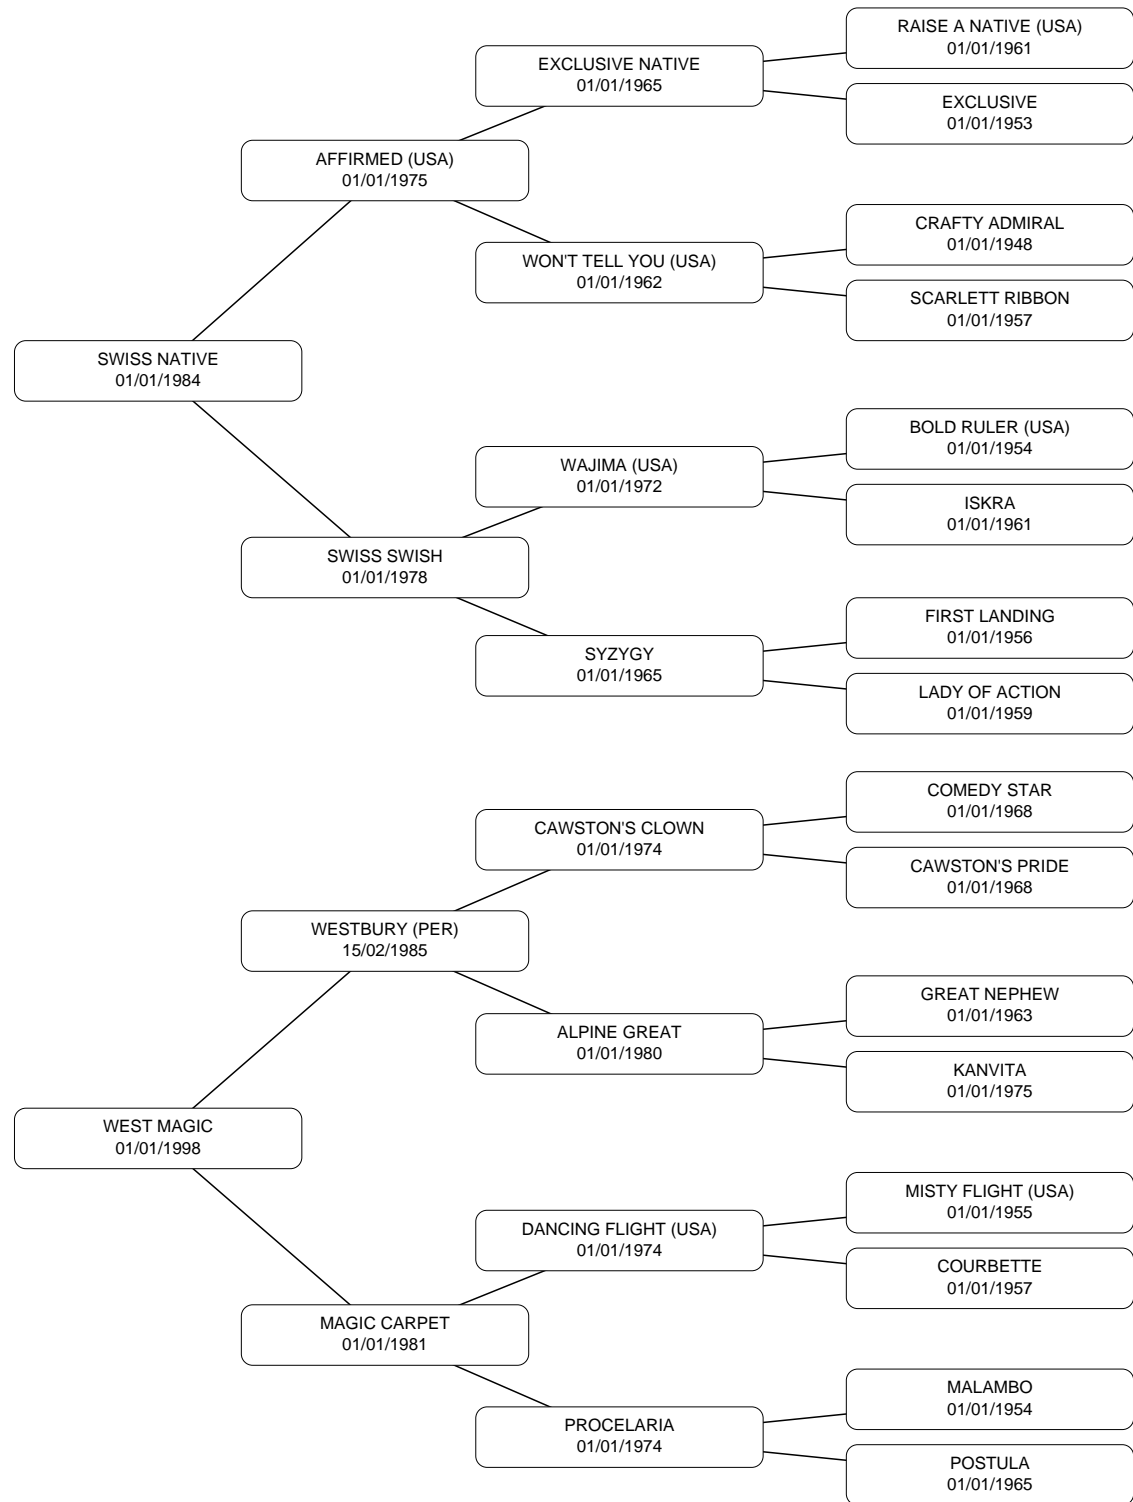 RAISE A NATIVE (USA)
01/01/1961
EXCLUSIVE NATIVE
01/01/1965
EXCLUSIVE
01/01/1953
AFFIRMED (USA)
01/01/1975
CRAFTY ADMIRAL
01/01/1948
WON'T TELL YOU (USA)
01/01/1962
SCARLETT RIBBON
01/01/1957
SWISS NATIVE
01/01/1984
BOLD RULER (USA)
01/01/1954
WAJIMA (USA)
01/01/1972
ISKRA
01/01/1961
SWISS SWISH
01/01/1978
FIRST LANDING
01/01/1956
SYZYGY
01/01/1965
LADY OF ACTION
01/01/1959
COMEDY STAR
01/01/1968
CAWSTON'S CLOWN
01/01/1974
CAWSTON'S PRIDE
01/01/1968
WESTBURY (PER)
15/02/1985
GREAT NEPHEW
01/01/1963
ALPINE GREAT
01/01/1980
KANVITA
01/01/1975
WEST MAGIC
01/01/1998
MISTY FLIGHT (USA)
01/01/1955
DANCING FLIGHT (USA)
01/01/1974
COURBETTE
01/01/1957
MAGIC CARPET
01/01/1981
MALAMBO
01/01/1954
PROCELARIA
01/01/1974
POSTULA
01/01/1965